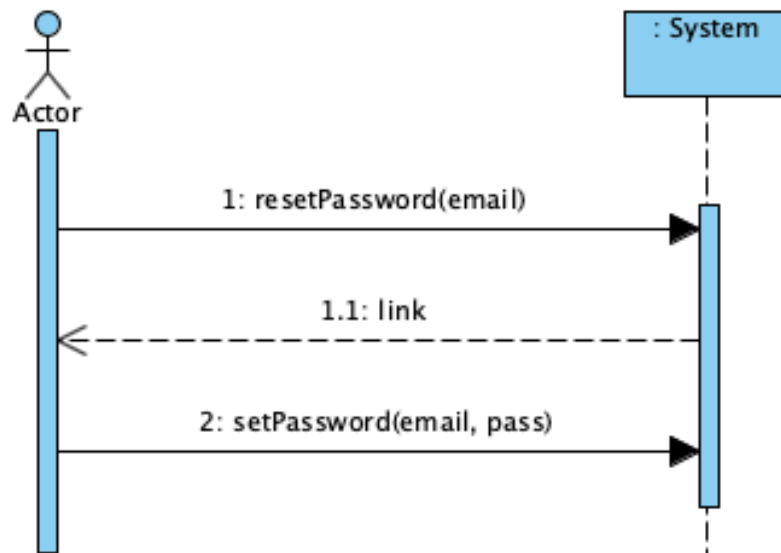 : System
Actor
1: resetPassword(email)
1.1: link
2: setPassword(email, pass)